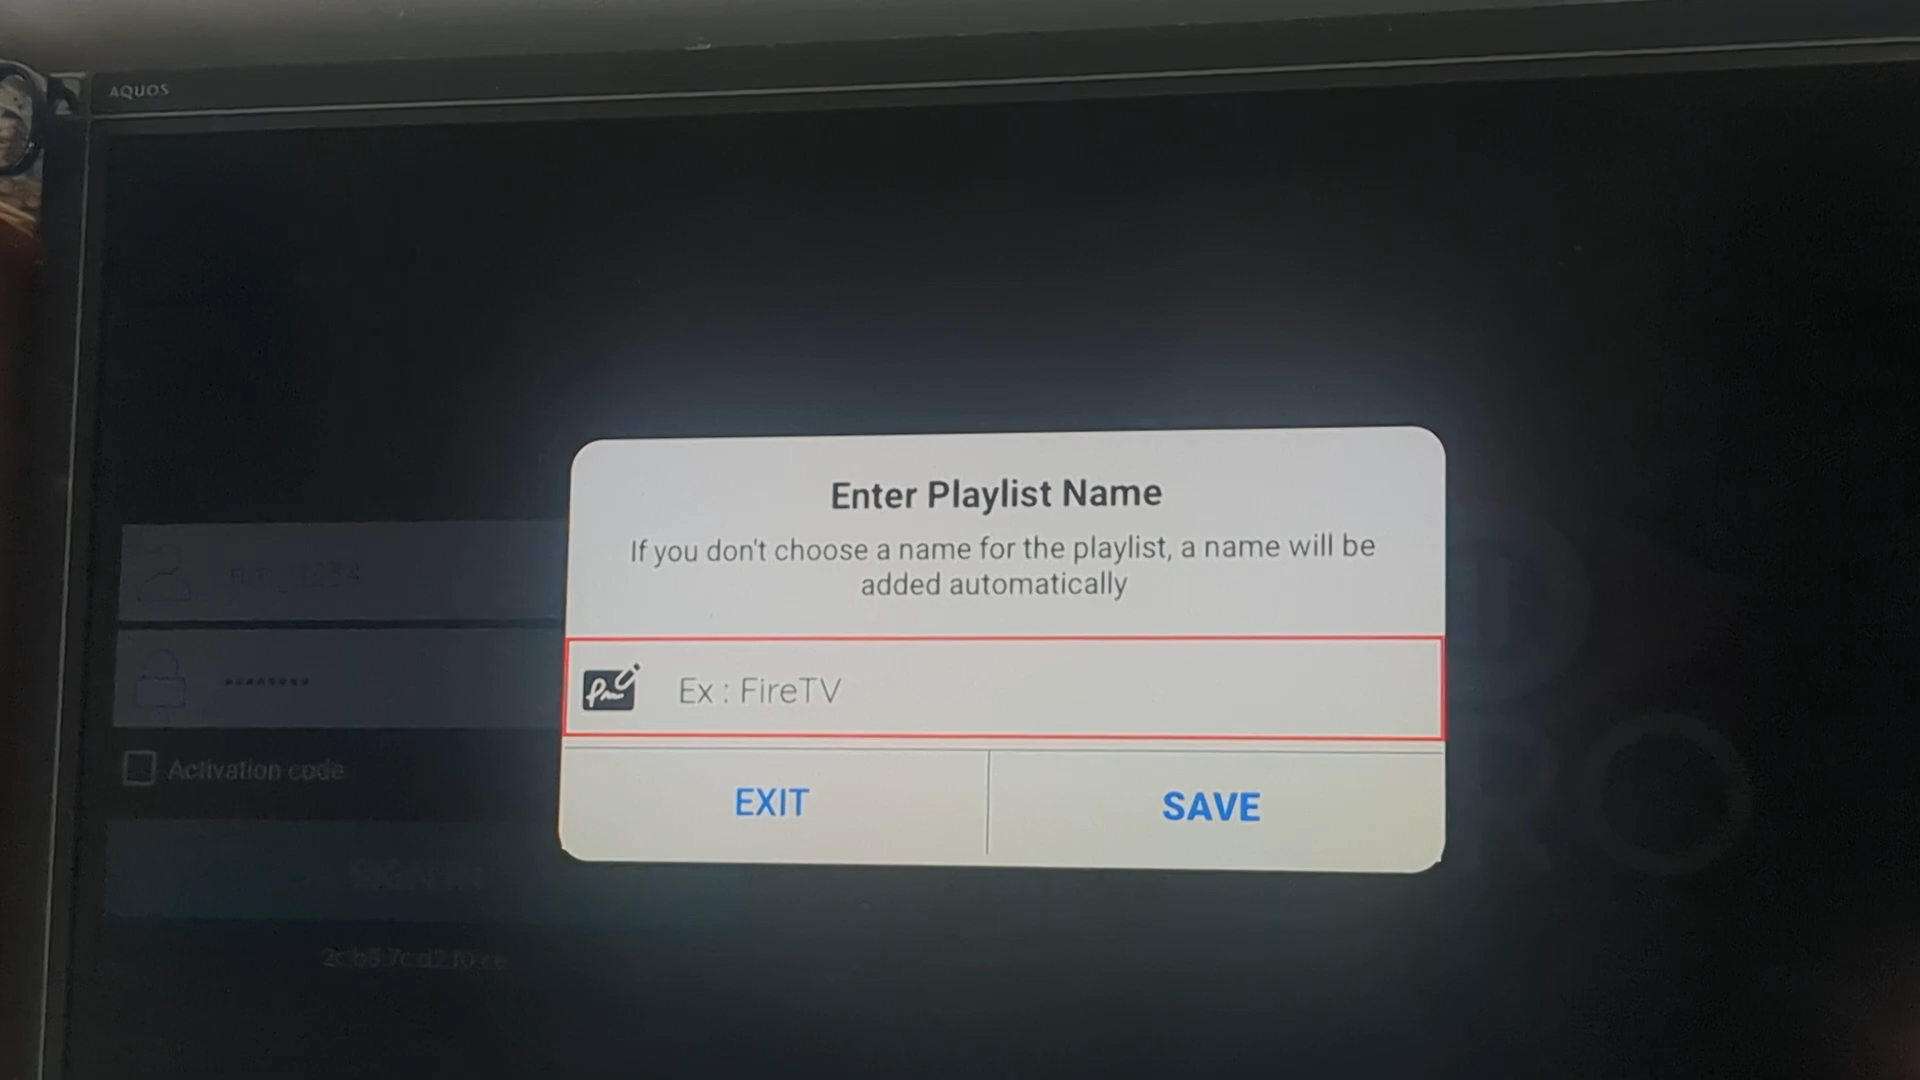 AQUOS
Enter Playlist Name
If you don't choose a name for the playlist, a name will be
added automatically
Ex : FireTV
EXIT
SAVE
Activation code